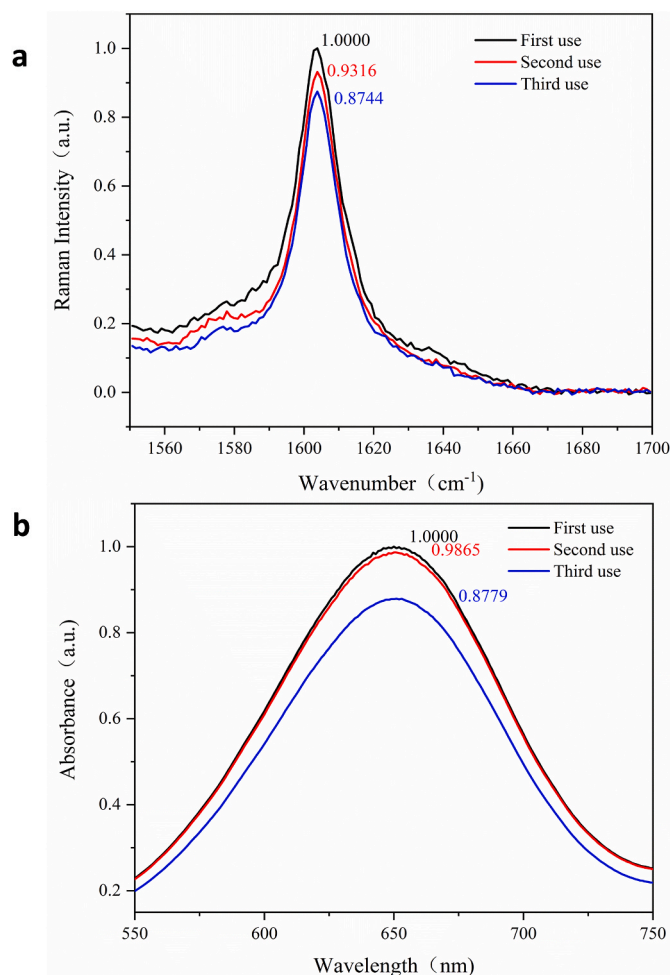 a
1.0000
0.9316
0.8744
First use
Second use
Third use
Raman Intensity（a.u.）
1.0
0.8
0.6
0.4
0.2
0.0
1560 1580 1600 1620 1640 1660 1680 1700
Wavenumber（cm-1)
b
1.0000
0.9865
0.8779
First use
Second use
Third use
Absorbance（a.u.）
1.0
0.8
0.6
0.4
0.2
550 600 650 700 750
Wavelength（nm)